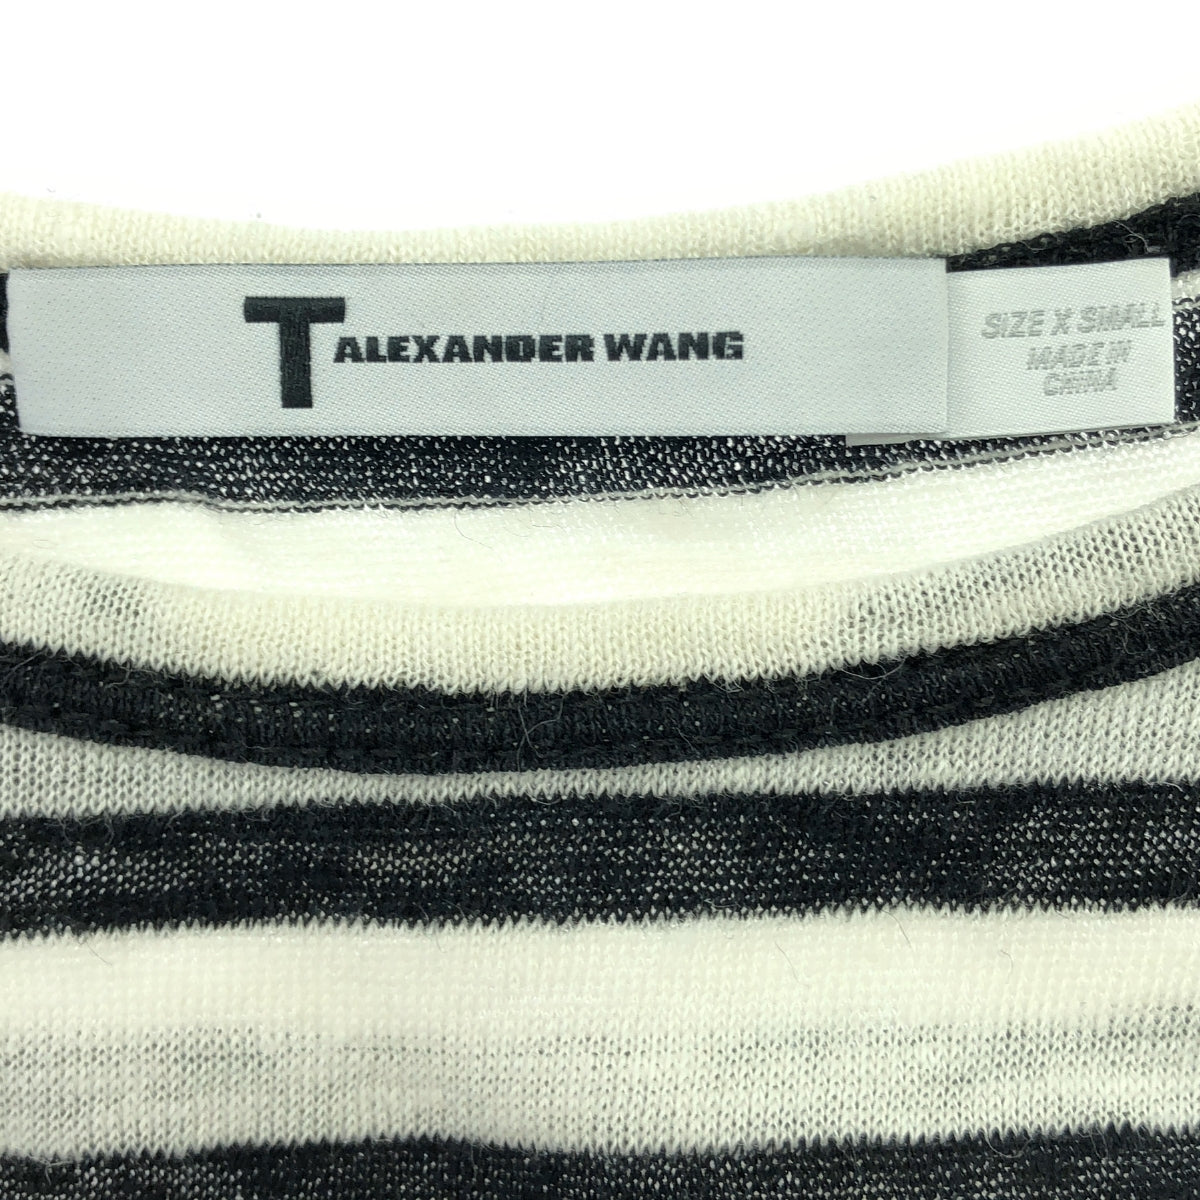 T ALEXANDER WANG
SIZE X SMALL
MADE IN
CHINA